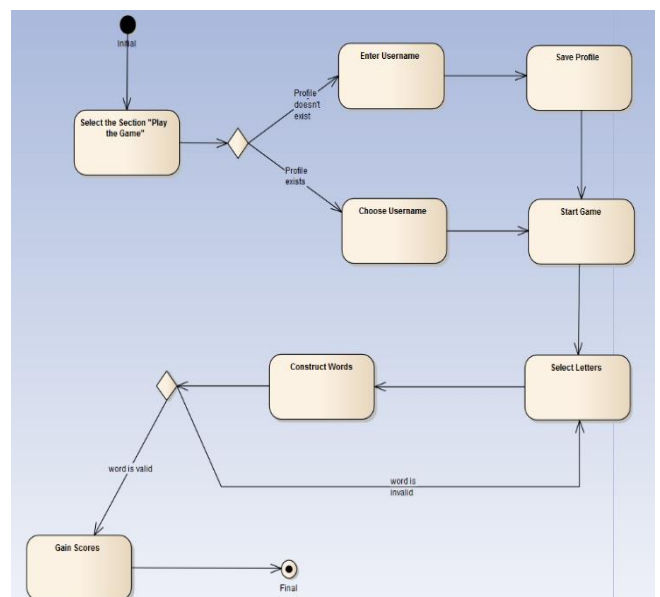 Initial
Enter Username
Save Profile
Profile
doesn't
exist
Select the Section "Play
the Game"
Profile
exists
Choose Username
Start Game
Construct Words
Select Letters
word is valid
word is
invalid
Gain Scores
Final